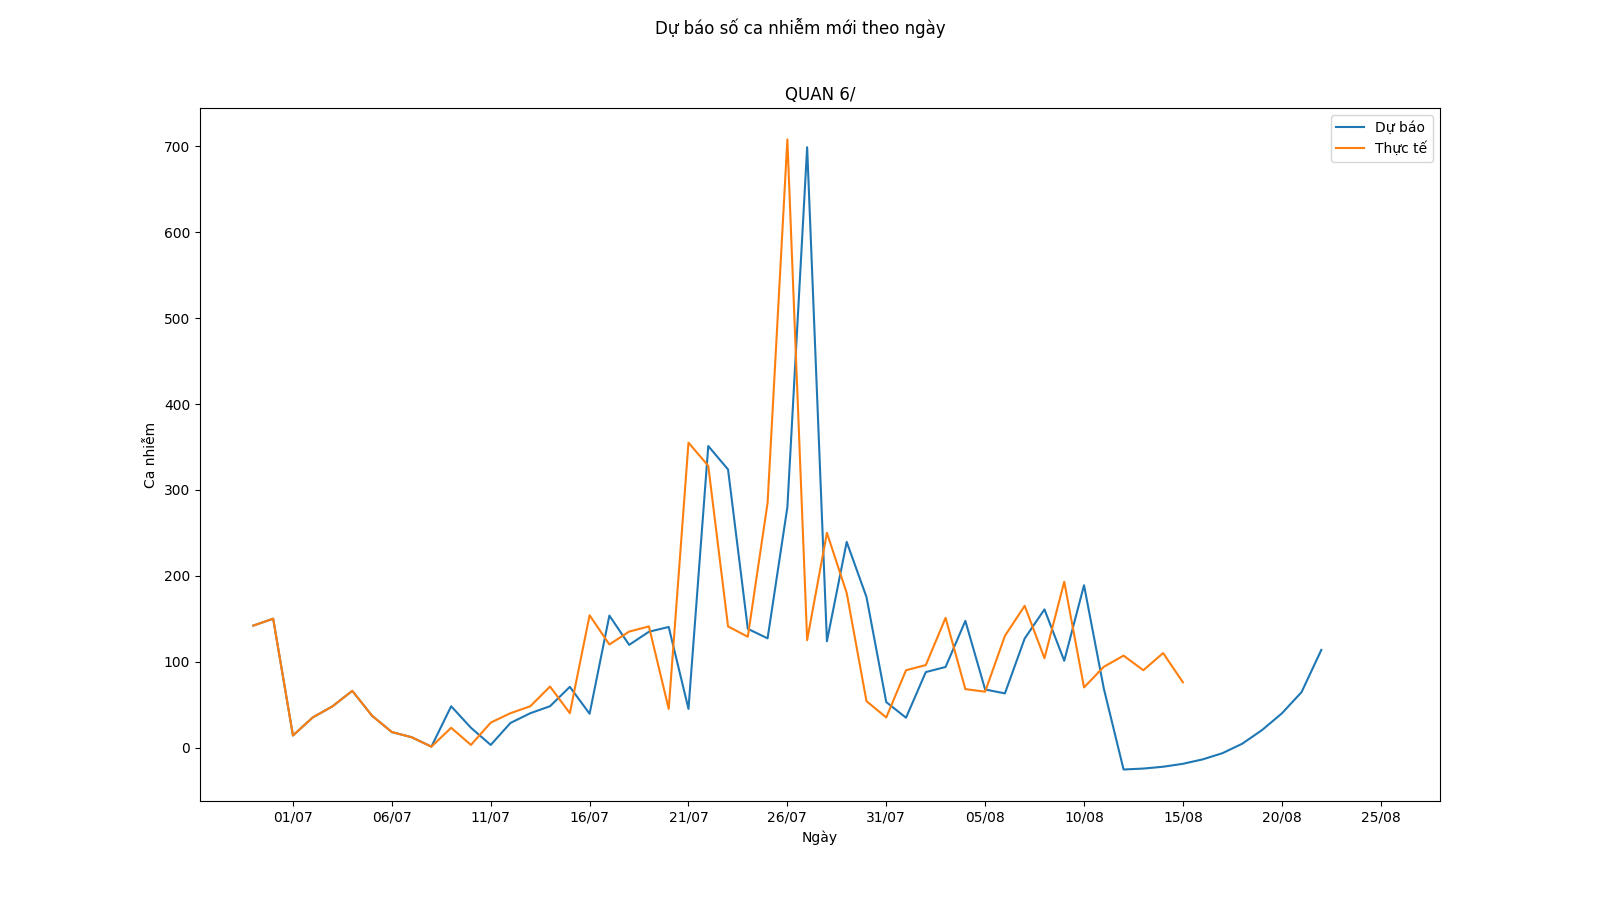 Dự báo số ca nhiễm mới theo ngày
QUAN 6/
Dự báo
Thực tế
700
600
500
400
300
200
100
0
Ca nhiễm
01/07 06/07 11/07 16/07 21/07 26/07 31/07 05/08 10/08 15/08 20/08 25/08
Ngày